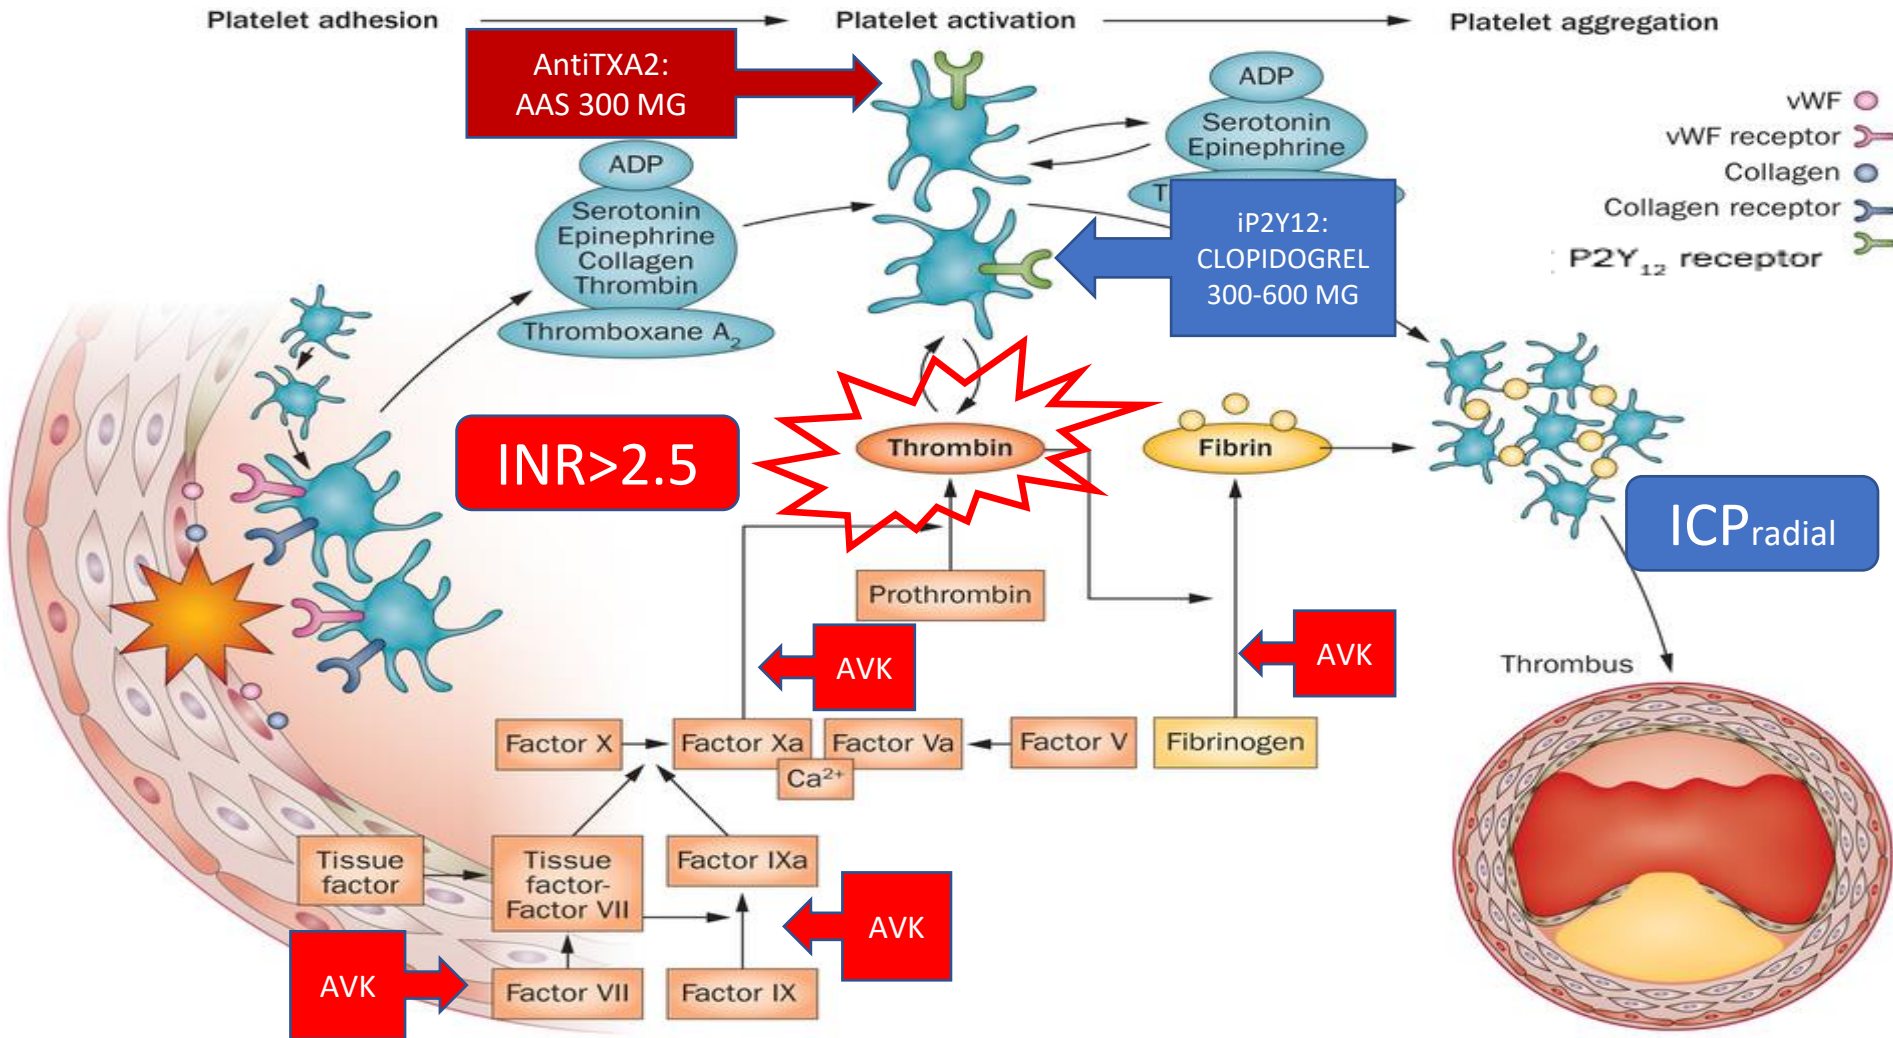 Platelet adhesion
Platelet activation
Platelet aggregation
AntiTXA2:
AAS 300 MG
ADP
Serotonin
Epinephrine
Collagen
Thrombin
Thromboxane A₂
ADP
Serotonin
Epinephrine
T
iP2Y12:
CLOPIDOGREL
300-600 MG
vWF
vWF receptor
Collagen
Collagen receptor
: P2Y₁₂ receptor
INR>2.5
Thrombin
Fibrin
ICPradial
Prothrombin
AVK
AVK
Thrombus
Factor X
Factor Xa
Factor Va
Factor V
Fibrinogen
Ca²⁺
Tissue
factor
Tissue
factor-
Factor VII
Factor IXa
AVK
AVK
Factor VII
Factor IX